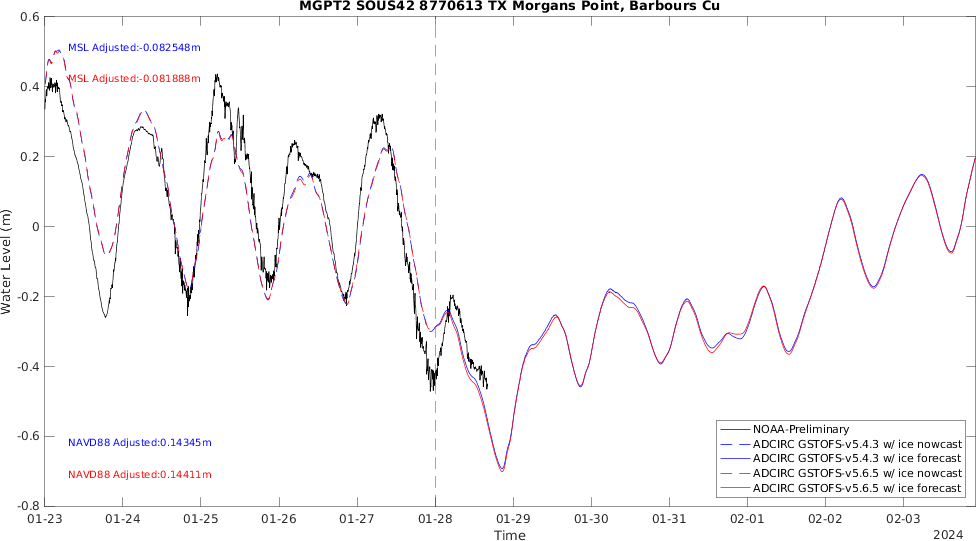 MGPT2 SOUS42 8770613 TX Morgans Point, Barbours Cu
0.6
MSL Adjusted:-0.082548m
MSL Adjusted:-0.081888m
0.4
0.2
0
-0.2
-0.4
-0.6
-0.8
Water Level (m)
NAVD88 Adjusted:0.14345m
NAVD88 Adjusted:0.14411m
NOAA-Preliminary
ADCIRC GSTOFS-v5.4.3 w/ ice nowcast
ADCIRC GSTOFS-v5.4.3 w/ ice forecast
ADCIRC GSTOFS-v5.6.5 w/ ice nowcast
ADCIRC GSTOFS-v5.6.5 w/ ice forecast
01-23 01-24 01-25 01-26 01-27 01-28 01-29 01-30 01-31 02-01 02-02 02-03
Time
2024